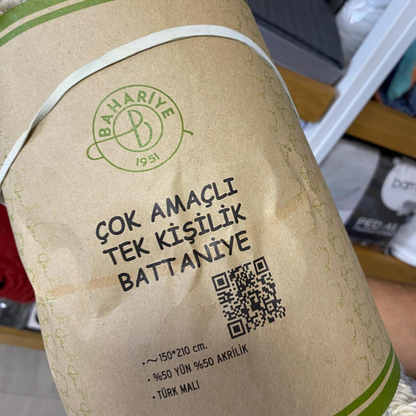 BAHARİYE
B
1951
ÇOK AMAÇLI
TEK KİŞİLİK
BATTANİYE
• ~ 150*210 cm.
• %50 YÜN %50 AKRİLİK
• TÜRK MALI